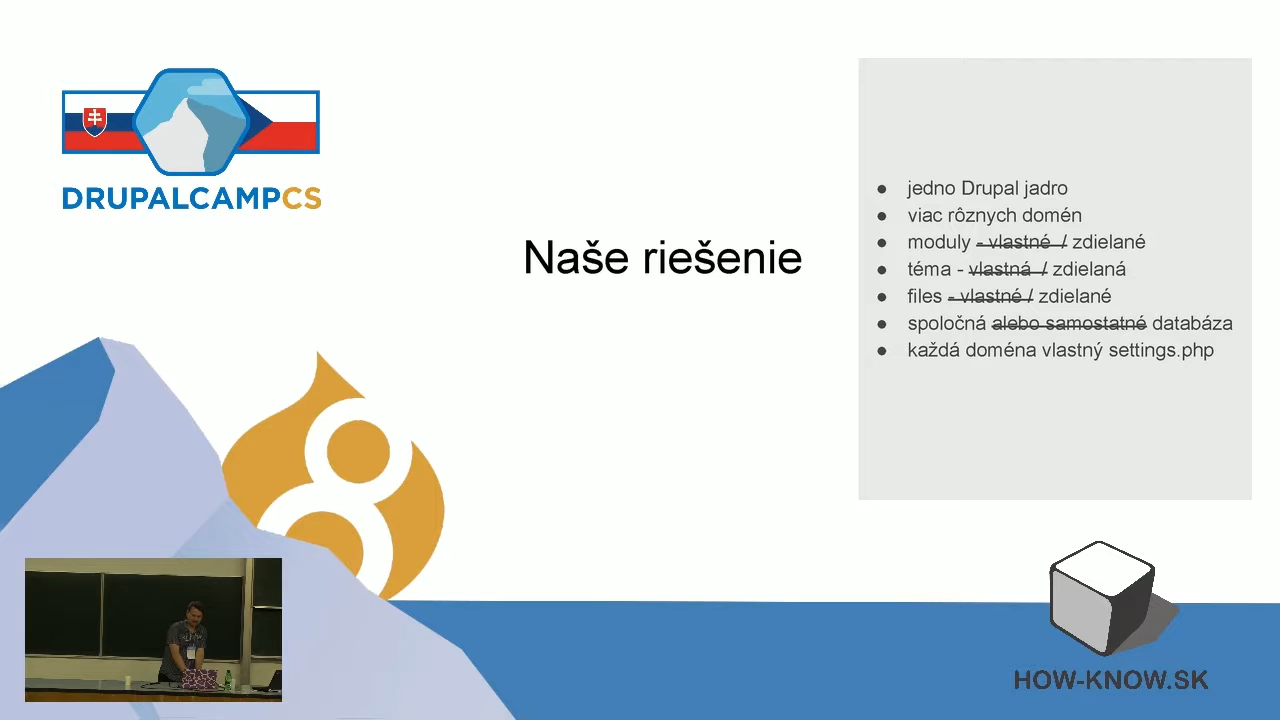 DRUPALCAMPCS
Naše riešenie
● jedno Drupal jadro
● viac rôznych domén
● moduly - vlastné / zdielané
● téma - vlastná / zdielaná
● files - vlastné / zdielané
● spoločná alebo samostatné databáza
● každá doména vlastný settings.php
HOW-KNOW.SK